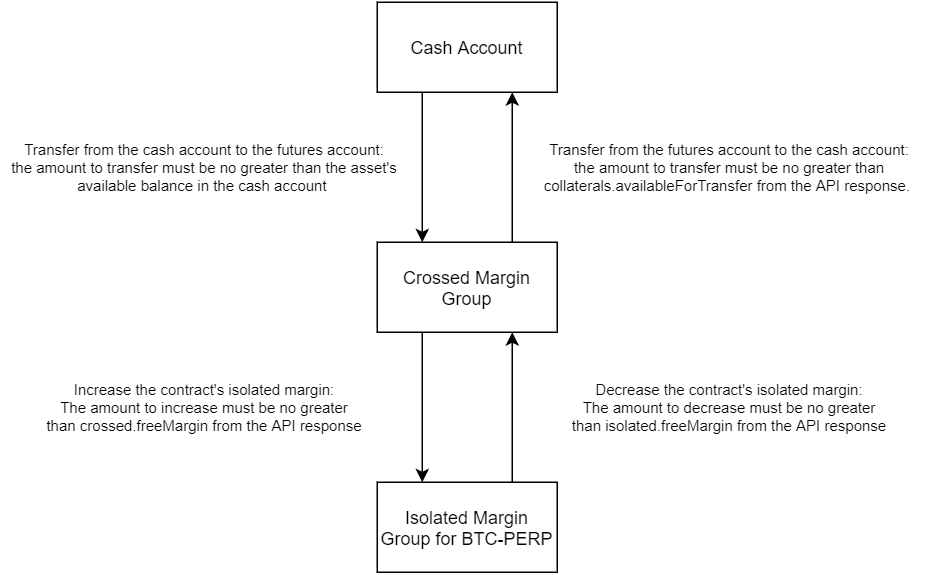 Cash Account
Transfer from the cash account to the futures account:
the amount to transfer must be no greater than the asset's
available balance in the cash account
Transfer from the futures account to the cash account:
the amount to transfer must be no greater than
collaterals.availableForTransfer from the API response.
Crossed Margin
Group
Increase the contract's isolated margin:
The amount to increase must be no greater
than crossed.freeMargin from the API response
Decrease the contract's isolated margin:
The amount to decrease must be no greater
than isolated.freeMargin from the API response
Isolated Margin
Group for BTC-PERP